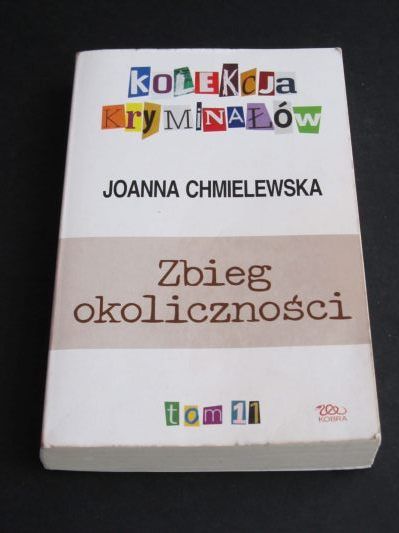 KOLEKCJA
KRYMINAŁÓW
JOANNA CHMIELEWSKA
Zbieg
okoliczności
tom 11
KOBRA